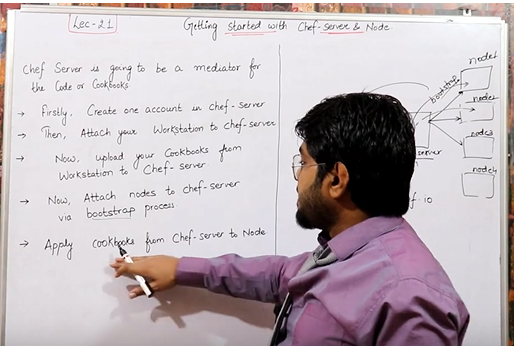 Lec-21
Getting started with Chef-server & Node
Chef Server is going to be a mediator for
the Code or Cookbooks
→ Firstly, Create one account in chef-server
→ Then, Attach your Workstation to chef-server
→ Now, upload your Cookbooks from
Workstation to Chef-server
→ Now, Attach nodes to chef-server
via bootstrap process.
→ Apply cookbooks from Chef-server to Node
bootstrap
server
node1
node2
node3
node4
of 10